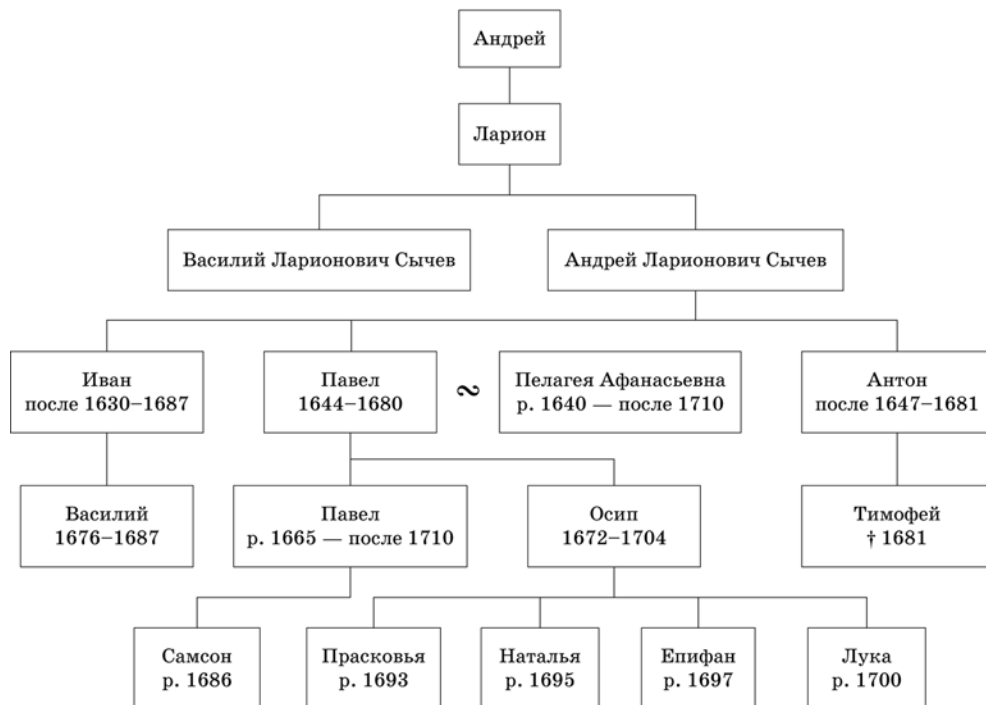 Андрей
Ларион
Василий Ларионович Сычев
Андрей Ларионович Сычев
Иван
после 1630–1687
Павел
1644–1680
~
Пелагея Афанасьевна
р. 1640 — после 1710
Антон
после 1647–1681
Василий
1676–1687
Павел
р. 1665 — после 1710
Осип
1672–1704
Тимофей
† 1681
Самсон
р. 1686
Прасковья
р. 1693
Наталья
р. 1695
Епифан
р. 1697
Лука
р. 1700